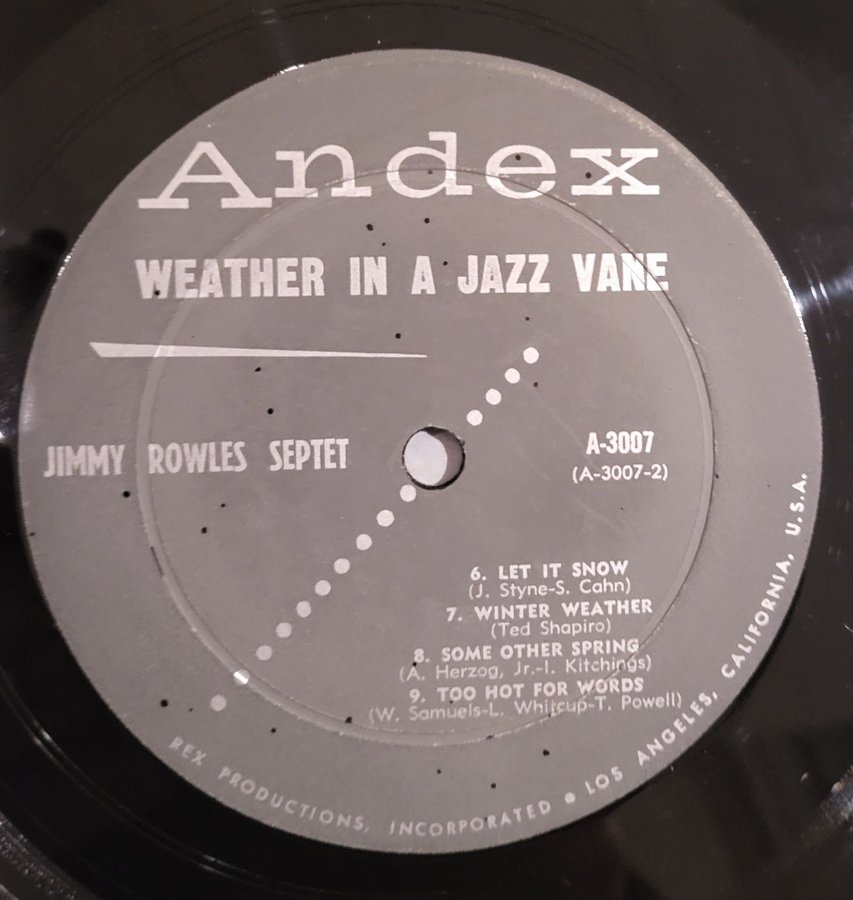 Andex
WEATHER IN A JAZZ VANE
JIMMY ROWLES SEPTET
A-3007
(A-3007-2)
6. LET IT SNOW
(J. Styne-S. Cahn)
7. WINTER WEATHER
(Ted Shapiro)
8. SOME OTHER SPRING
(A. Herzog, Jr.-I. Kitchings)
9. TOO HOT FOR WORDS
(W. Samuels-L. Whitcup-T. Powell)
REX PRODUCTIONS, INCORPORATED ● LOS ANGELES, CALIFORNIA, U.S.A.